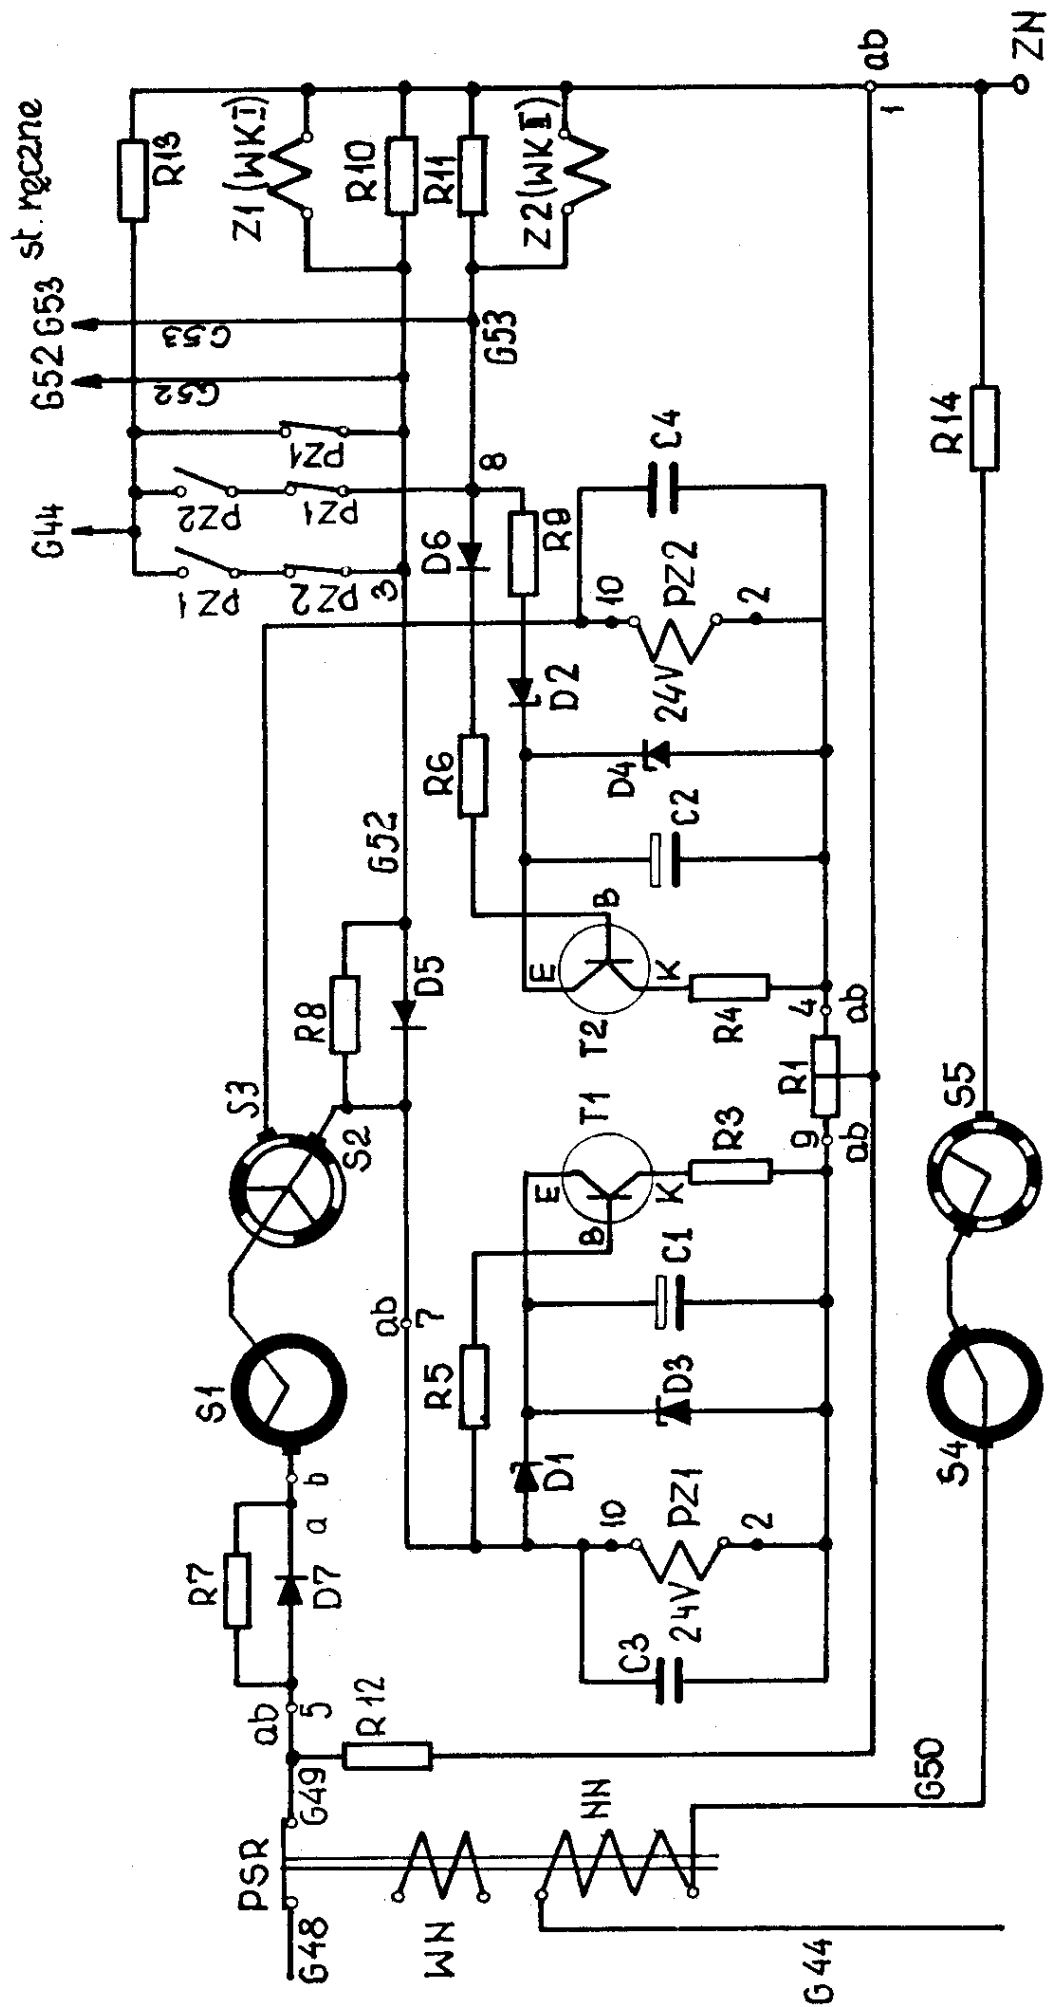 G44 G52 G53 st. ręczne
G52 G53
PZ1 PZ2 PZ1
PZ2 PZ1
R13
R7 S1 S3
Z1 (WK I)
PSR ab a b
G48 G49 5 D7 S2 R8
R12
G52 3 R10
ab 7 D5
WN R5 R6 D6 8 R11
G53
D1 E E D2 R9 Z2 (WK II)
NN B T1 T2 B
10 10
C3 24V D3 C1 K K D4 24V C4
PZ1 C2 PZ2
2 R3 R4 2
9 R1 4
ab ab
G44 1 ab
G50 S4 S5 R14
ZN